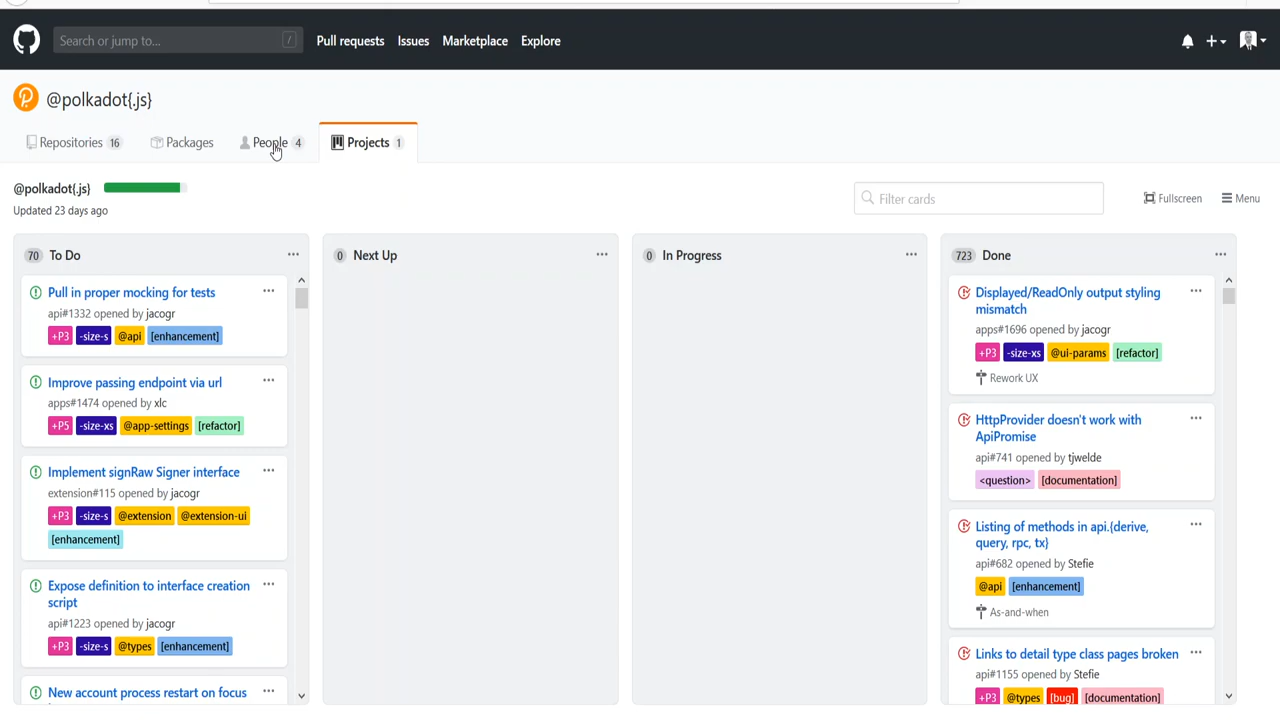 Search or jump to... /
Pull requests Issues Marketplace Explore
@polkadot{.js}
Repositories 16 Packages People 4 Projects 1
@polkadot{.js}
Updated 23 days ago
Filter cards
Fullscreen Menu
70 To Do
Pull in proper mocking for tests
api#1332 opened by jacogr
+P3 -size-s @api [enhancement]
Improve passing endpoint via url
apps#1474 opened by xlc
+P5 -size-xs @app-settings [refactor]
Implement signRaw Signer interface
extension#115 opened by jacogr
+P3 -size-s @extension @extension-ui
[enhancement]
Expose definition to interface creation
script
api#1223 opened by jacogr
+P3 -size-s @types [enhancement]
New account process restart on focus
0 Next Up
0 In Progress
723 Done
Displayed/ReadOnly output styling
mismatch
apps#1696 opened by jacogr
+P3 -size-xs @ui-params [refactor]
Rework UX
HttpProvider doesn't work with
ApiPromise
api#741 opened by tjwelde
<question> [documentation]
Listing of methods in api.{derive,
query, rpc, tx}
api#682 opened by Stefie
@api [enhancement]
As-and-when
Links to detail type class pages broken
api#1155 opened by Stefie
+P3 @types [bug] [documentation]